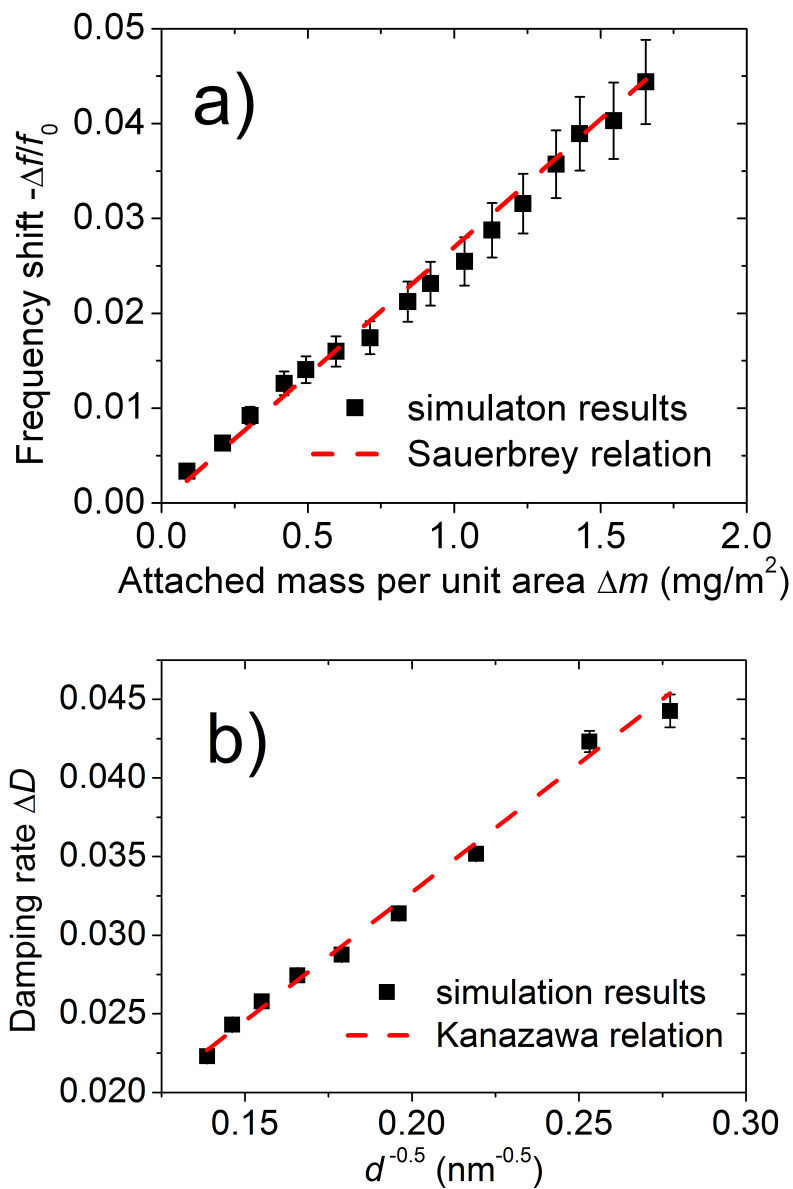 0.05
a)
0.04
0.03
0.02
0.01
0.00
Frequency shift -Δf/f₀
simulaton results
Sauerbrey relation
0.0 0.5 1.0 1.5 2.0
Attached mass per unit area Δm (mg/m²)
0.045
b)
0.040
0.035
0.030
0.025
0.020
Damping rate ΔD
simulation results
Kanazawa relation
0.15 0.20 0.25 0.30
d⁻⁰·⁵ (nm⁻⁰·⁵)